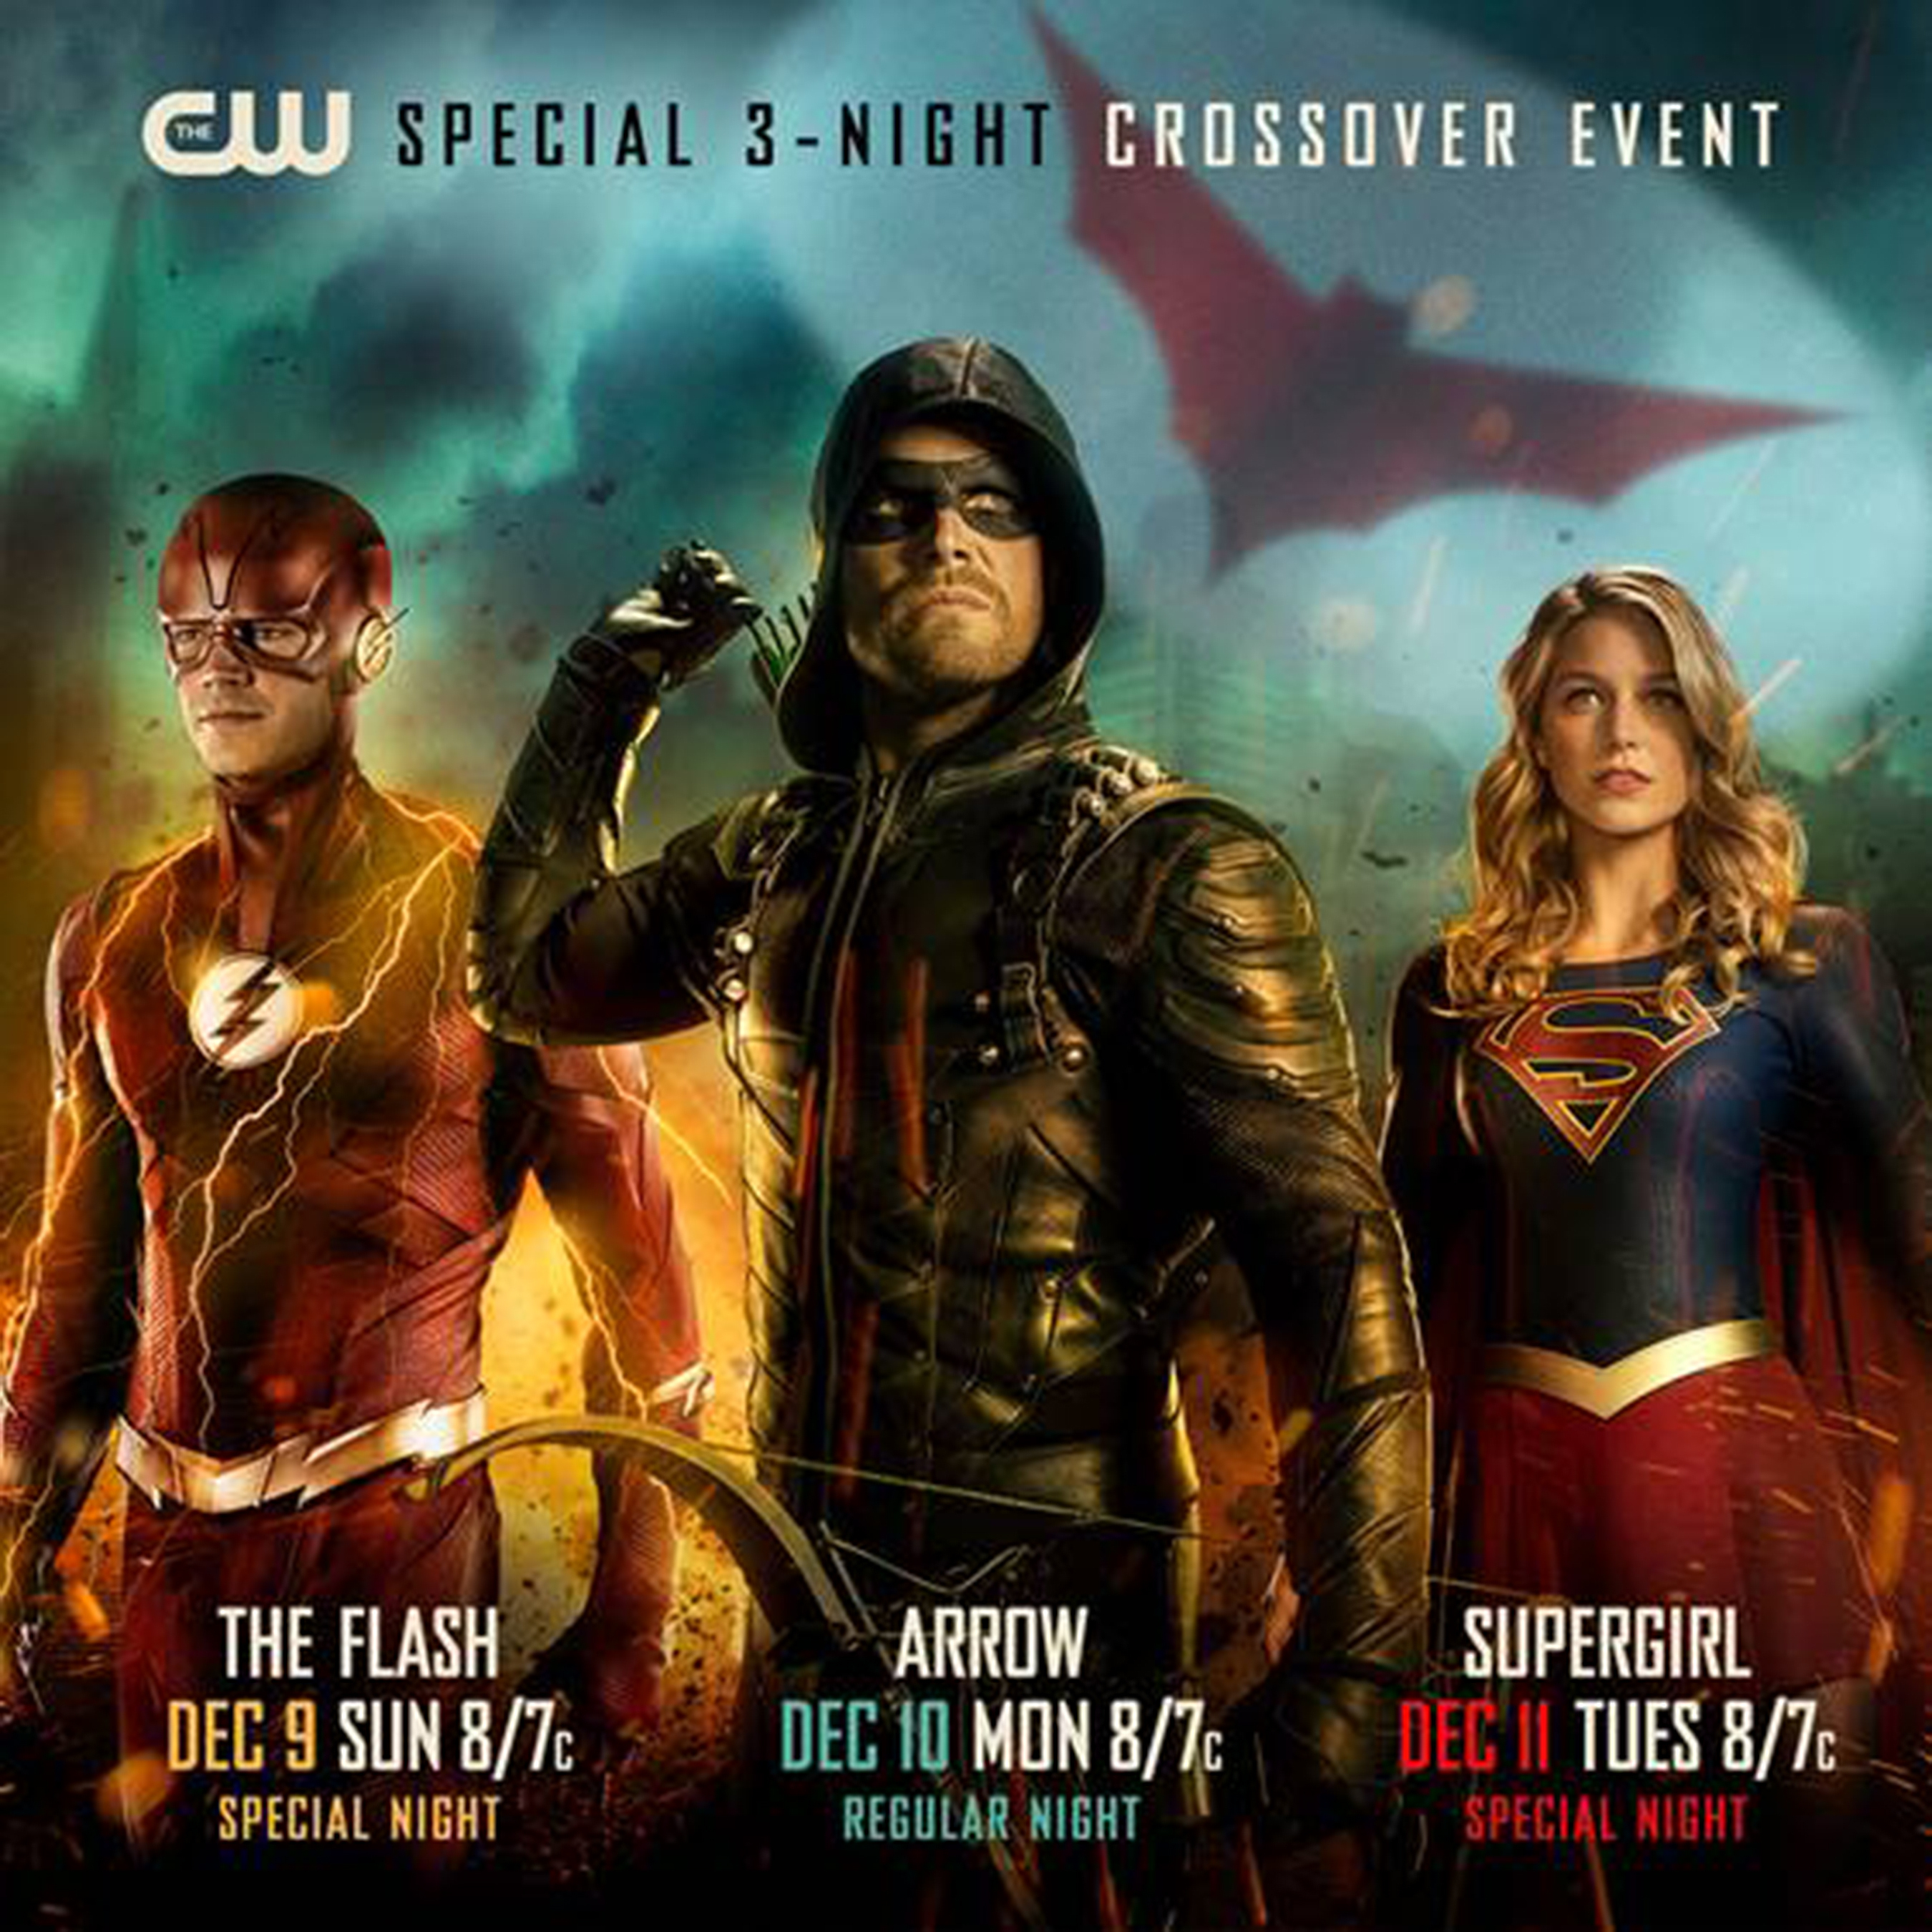 THE CW SPECIAL 3-NIGHT CROSSOVER EVENT
THE FLASH
DEC 9 SUN 8/7c
SPECIAL NIGHT
ARROW
DEC 10 MON 8/7c
REGULAR NIGHT
SUPERGIRL
DEC 11 TUES 8/7c
SPECIAL NIGHT